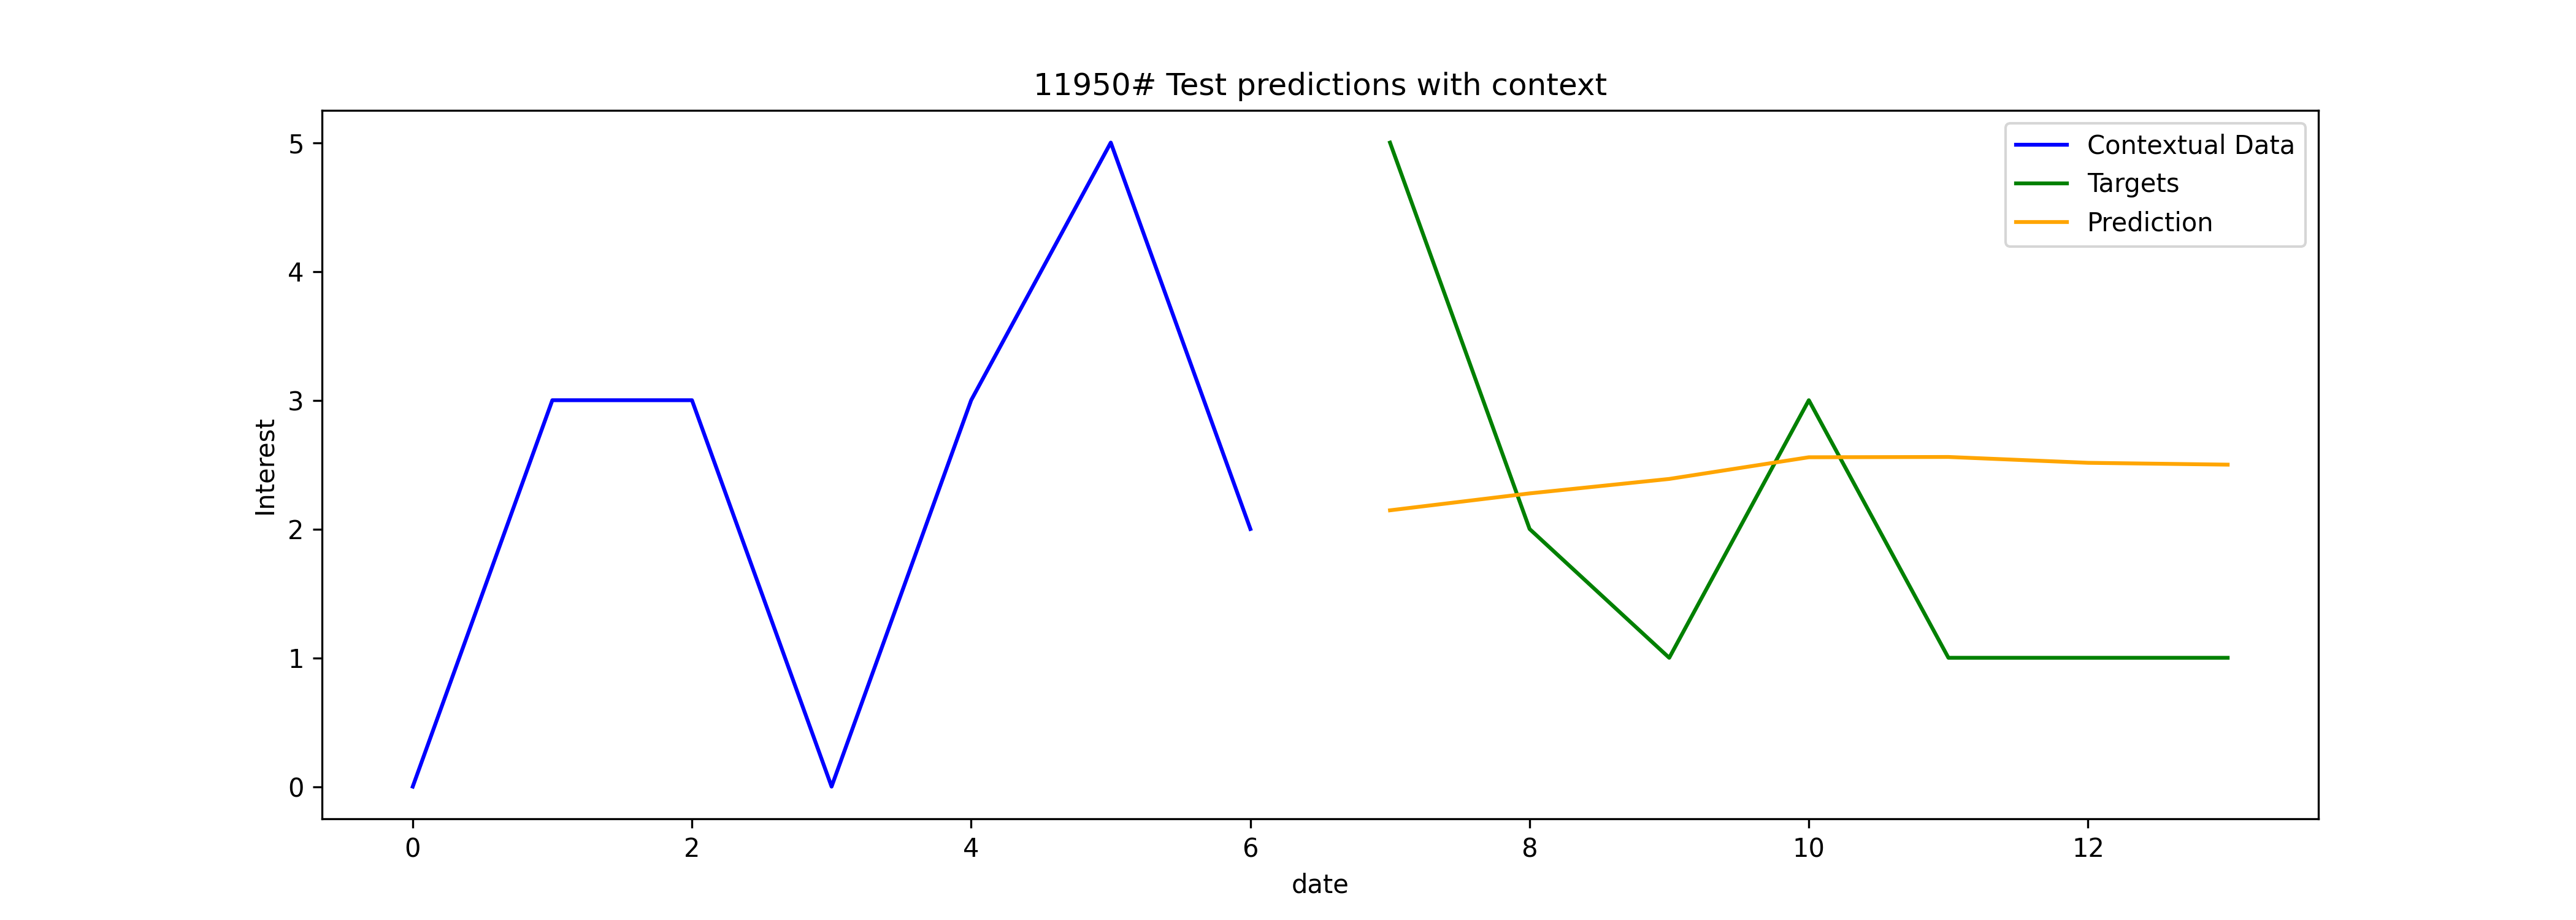 11950# Test predictions with context
Contextual Data
Targets
Prediction
Interest
5
4
3
2
1
0
0 2 4 6 8 10 12
date